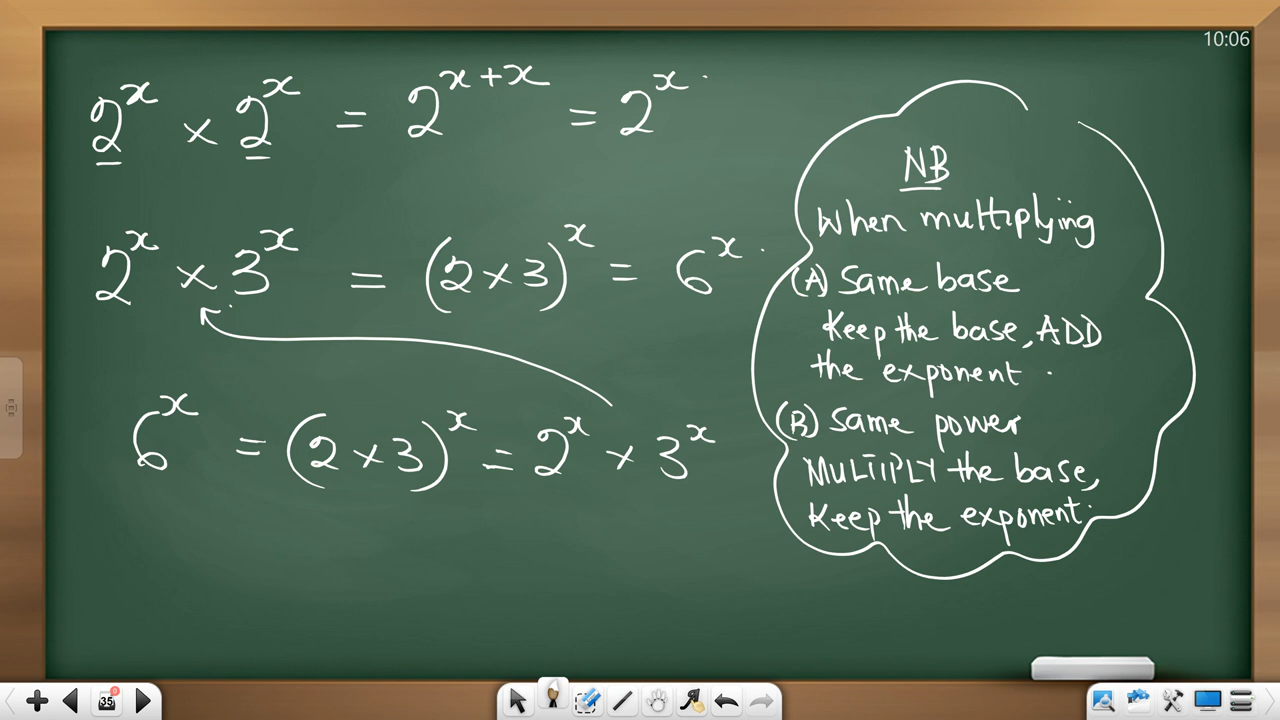 10:06
2^x × 2^x = 2^{x+x} = 2^x.
2^x × 3^x = (2×3)^x = 6^x.
6^x = (2×3)^x = 2^x × 3^x
NB
When multiplying
(A) Same base
Keep the base, ADD
the exponent.
(B) Same power
MULTIPLY the base,
Keep the exponent.
35
0